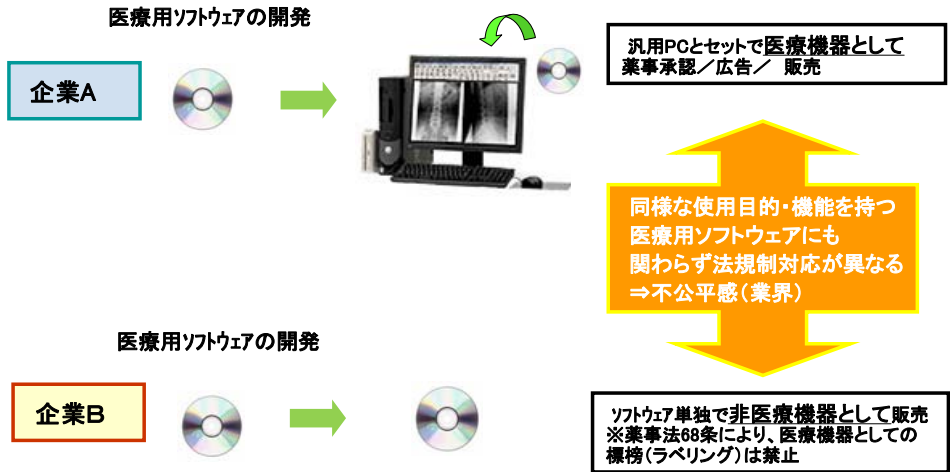 医療用ソフトウェアの開発
企業A
汎用PCとセットで医療機器として
薬事承認／広告／　販売
同様な使用目的・機能を持つ
医療用ソフトウェアにも
関わらず法規制対応が異なる
⇒不公平感（業界）
医療用ソフトウェアの開発
企業B
ソフトウェア単独で非医療機器として販売
※薬事法68条により、医療機器としての
標榜（ラベリング）は禁止